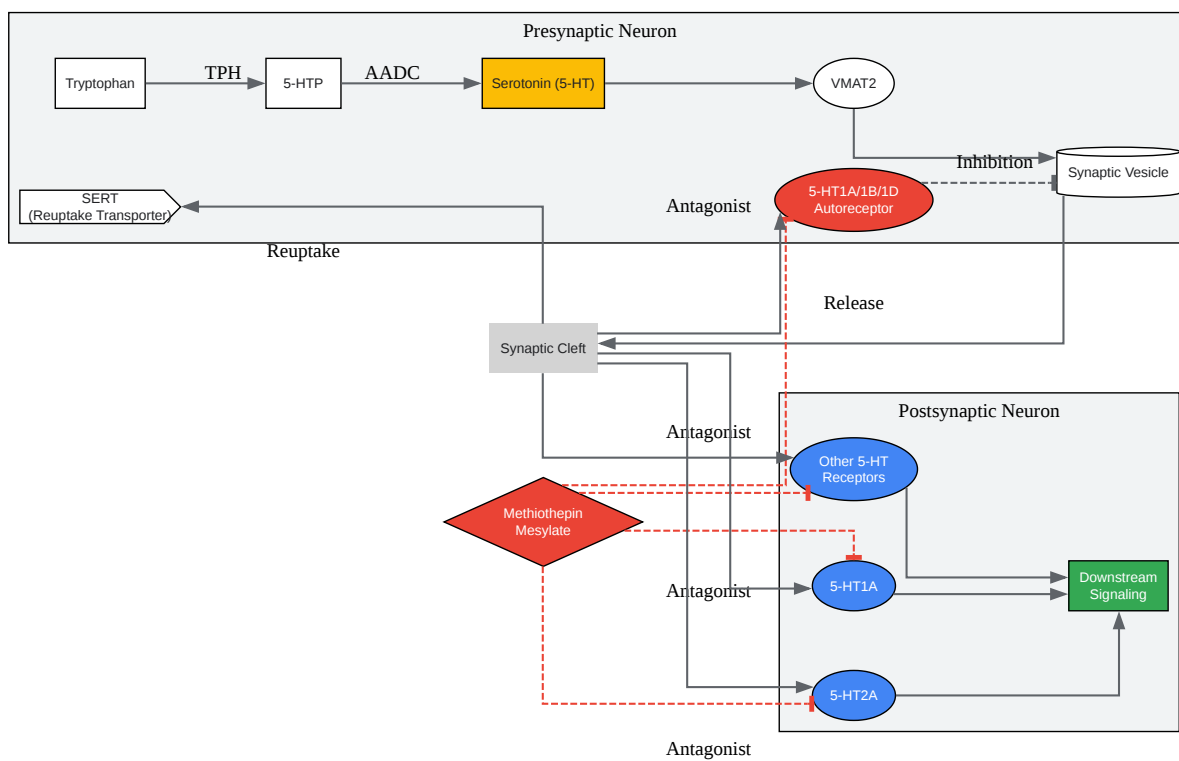 Presynaptic Neuron
Tryptophan
TPH
5-HTP
AADC
Serotonin (5-HT)
VMAT2
Inhibition
Synaptic Vesicle
SERT
(Reuptake Transporter)
Antagonist
5-HT1A/1B/1D
Autoreceptor
Reuptake
Release
Synaptic Cleft
Postsynaptic Neuron
Antagonist
Other 5-HT
Receptors
Methiothepin
Mesylate
Antagonist
5-HT1A
Downstream
Signaling
5-HT2A
Antagonist